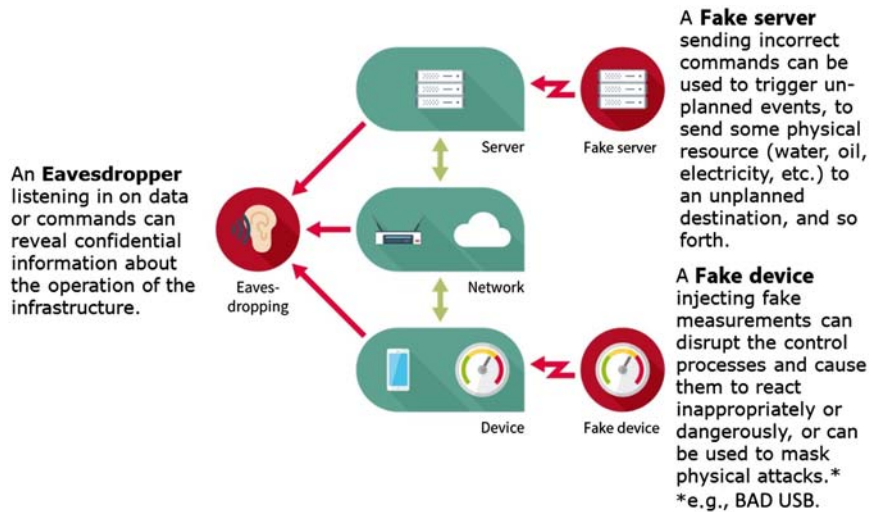 An Eavesdropper
listening in on data
or commands can
reveal confidential
information about
the operation of the
infrastructure.
Eaves-
dropping
Server
Fake server
Network
Device
Fake device
A Fake server
sending incorrect
commands can be
used to trigger un-
planned events, to
send some physical
resource (water, oil,
electricity, etc.) to
an unplanned
destination, and so
forth.
A Fake device
injecting fake
measurements can
disrupt the control
processes and cause
them to react
inappropriately or
dangerously, or can
be used to mask
physical attacks.*
*e.g., BAD USB.